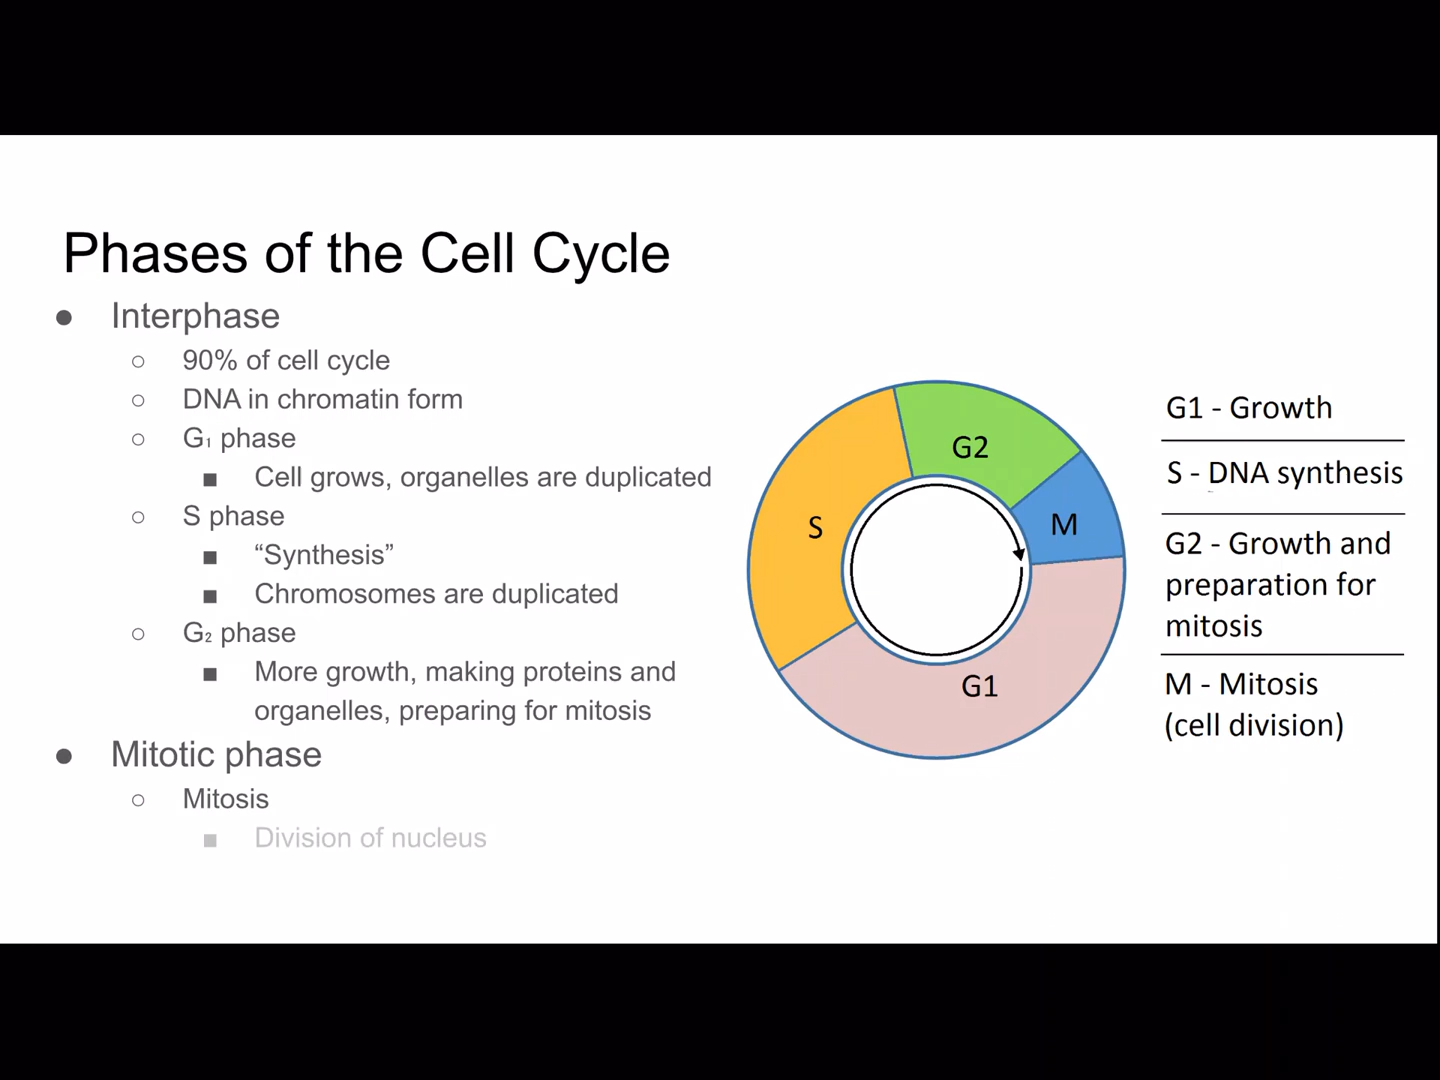 Phases of the Cell Cycle
● Interphase
○ 90% of cell cycle
○ DNA in chromatin form
○ G₁ phase
■ Cell grows, organelles are duplicated
○ S phase
■ “Synthesis”
■ Chromosomes are duplicated
○ G₂ phase
■ More growth, making proteins and
organelles, preparing for mitosis
● Mitotic phase
○ Mitosis
■ Division of nucleus
G2
M
S
G1
G1 - Growth
S - DNA synthesis
G2 - Growth and
preparation for
mitosis
M - Mitosis
(cell division)